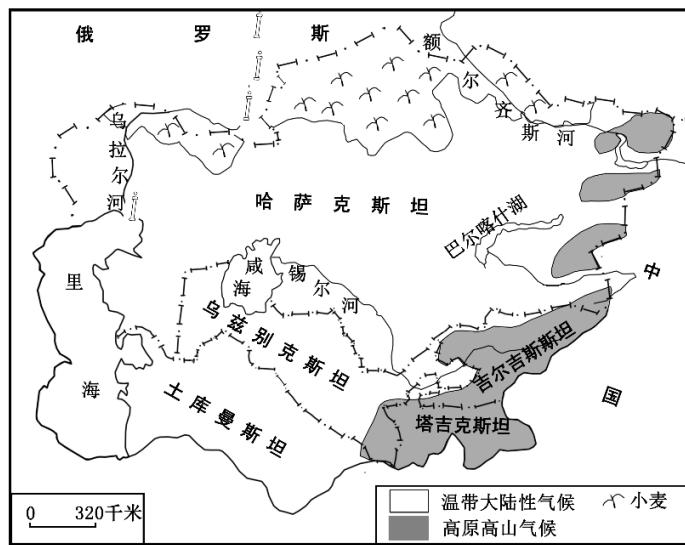 俄罗斯
额尔齐斯河
乌拉尔河
哈萨克斯坦
巴尔喀什湖
里海
咸海
锡尔河
中国
乌兹别克斯坦
吉尔吉斯斯坦
土库曼斯坦
塔吉克斯坦
0 320千米
温带大陆性气候
小麦
高原高山气候